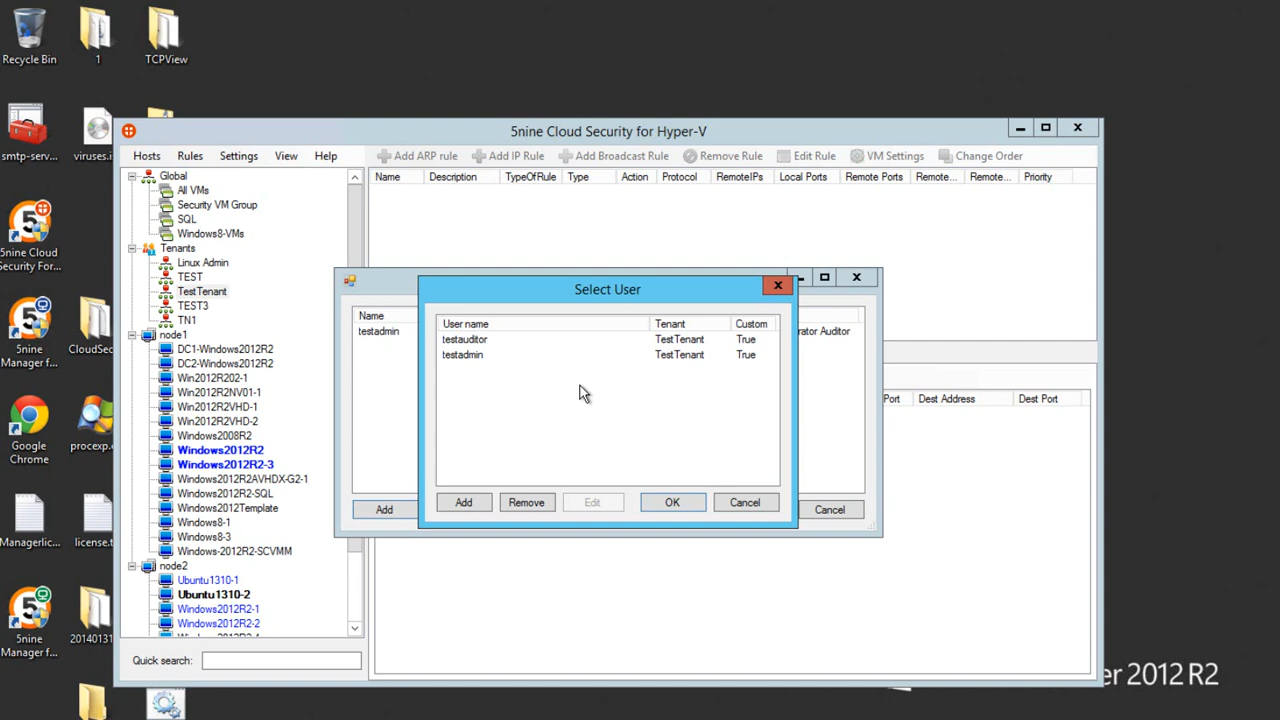 Recycle Bin
1
TCPView
smtp-serv...
viruses.i
5nine Cloud
Security For...
5nine
Manager f...
CloudSec
Google
Chrome
procexp.
Managerlic...
license.t
5nine
Manager f...
20140131
5nine Cloud Security for Hyper-V
Hosts Rules Settings View Help
Add ARP rule Add IP Rule Add Broadcast Rule Remove Rule Edit Rule VM Settings Change Order
Name Description TypeOfRule Type Action Protocol RemoteIPs Local Ports Remote Ports Remote... Remote... Priority
Global
All VMs
Security VM Group
SQL
Windows8-VMs
Tenants
Linux Admin
TEST
TestTenant
TEST3
TN1
node1
DC1-Windows2012R2
DC2-Windows2012R2
Win2012R202-1
Win2012R2NV01-1
Win2012R2VHD-1
Win2012R2VHD-2
Windows2008R2
Windows2012R2
Windows2012R2-3
Windows2012R2AVHDX-G2-1
Windows2012R2-SQL
Windows2012Template
Windows8-1
Windows8-3
Windows-2012R2-SCVMM
node2
Ubuntu1310-1
Ubuntu1310-2
Windows2012R2-1
Windows2012R2-2
Quick search:
Name
testadmin
rator Auditor
Add
Cancel
Select User
User name Tenant Custom
testauditor TestTenant True
testadmin TestTenant True
Add Remove Edit OK Cancel
Port Dest Address Dest Port
er 2012 R2